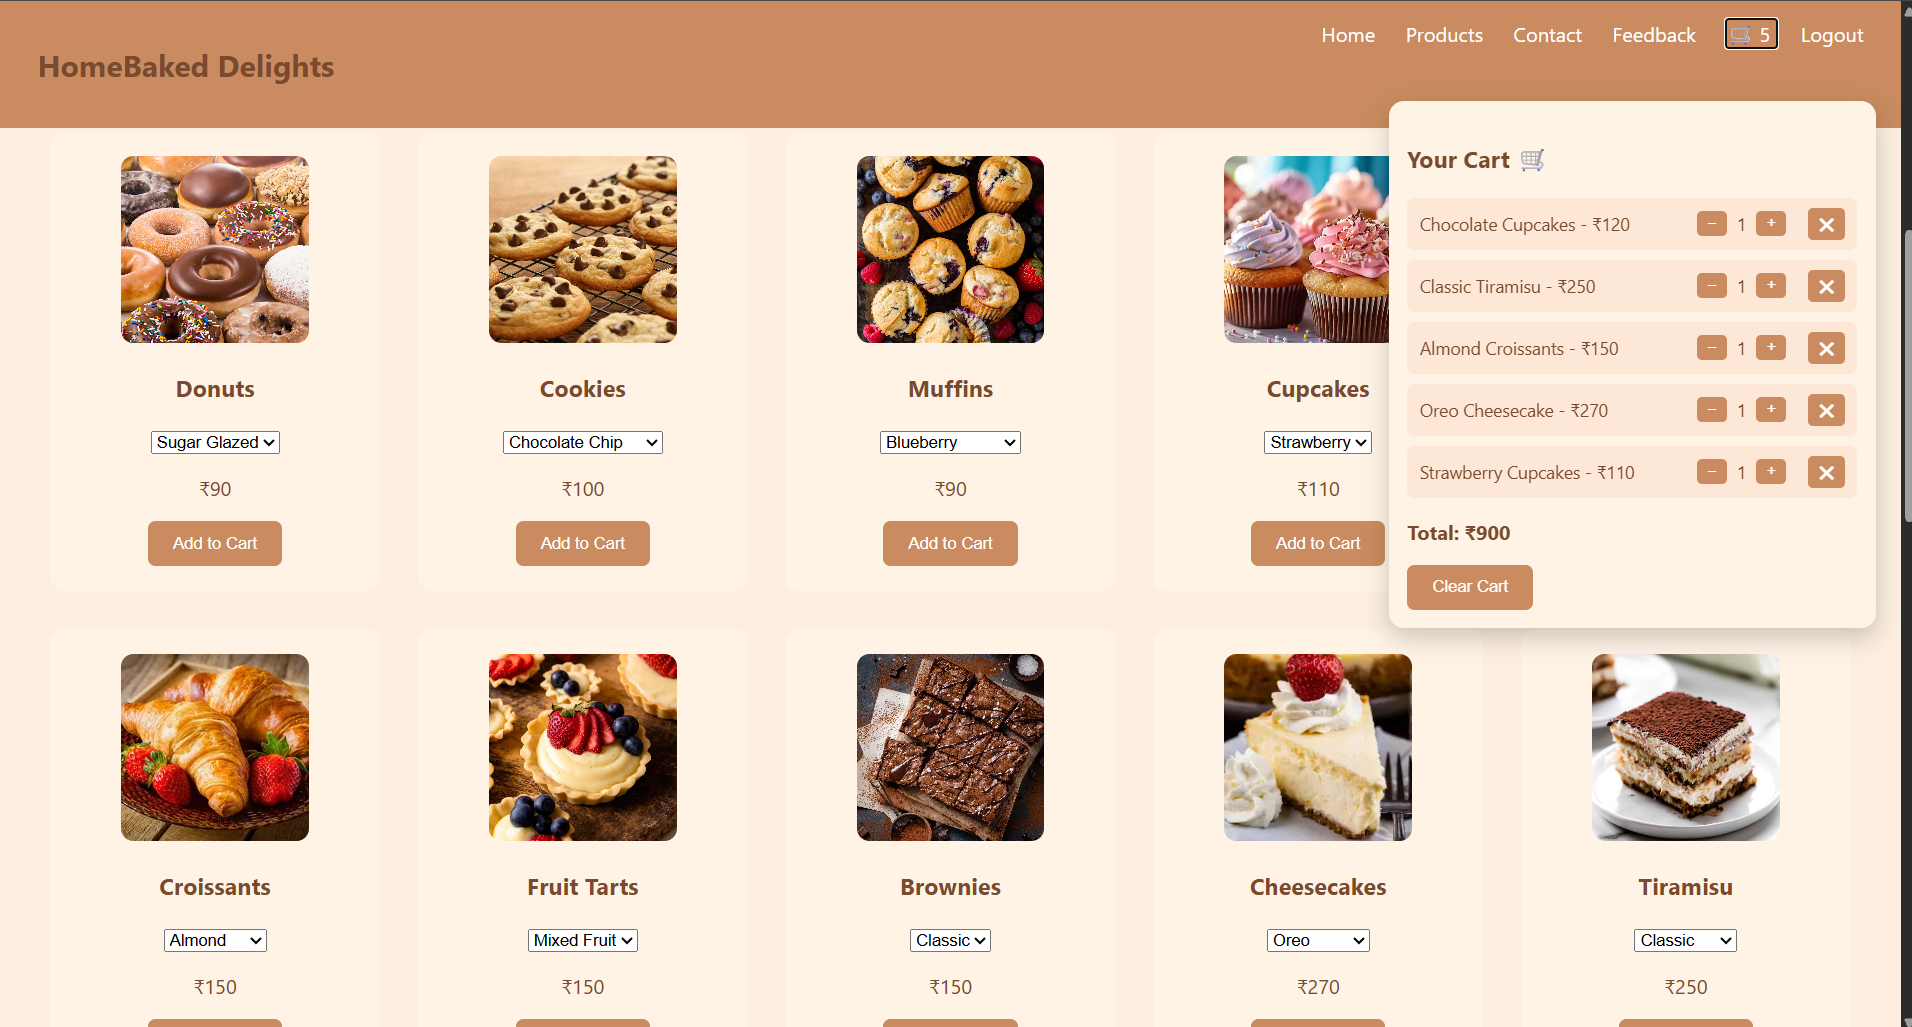 Home Products Contact Feedback 🛒 5 Logout
HomeBaked Delights
Your Cart 🛒
Chocolate Cupcakes - ₹120 − 1 + ✕
Classic Tiramisu - ₹250 − 1 + ✕
Almond Croissants - ₹150 − 1 + ✕
Oreo Cheesecake - ₹270 − 1 + ✕
Strawberry Cupcakes - ₹110 − 1 + ✕
Total: ₹900
Clear Cart
Donuts
Sugar Glazed
₹90
Add to Cart
Cookies
Chocolate Chip
₹100
Add to Cart
Muffins
Blueberry
₹90
Add to Cart
Cupcakes
Strawberry
₹110
Add to Cart
Croissants
Almond
₹150
Fruit Tarts
Mixed Fruit
₹150
Brownies
Classic
₹150
Cheesecakes
Oreo
₹270
Tiramisu
Classic
₹250